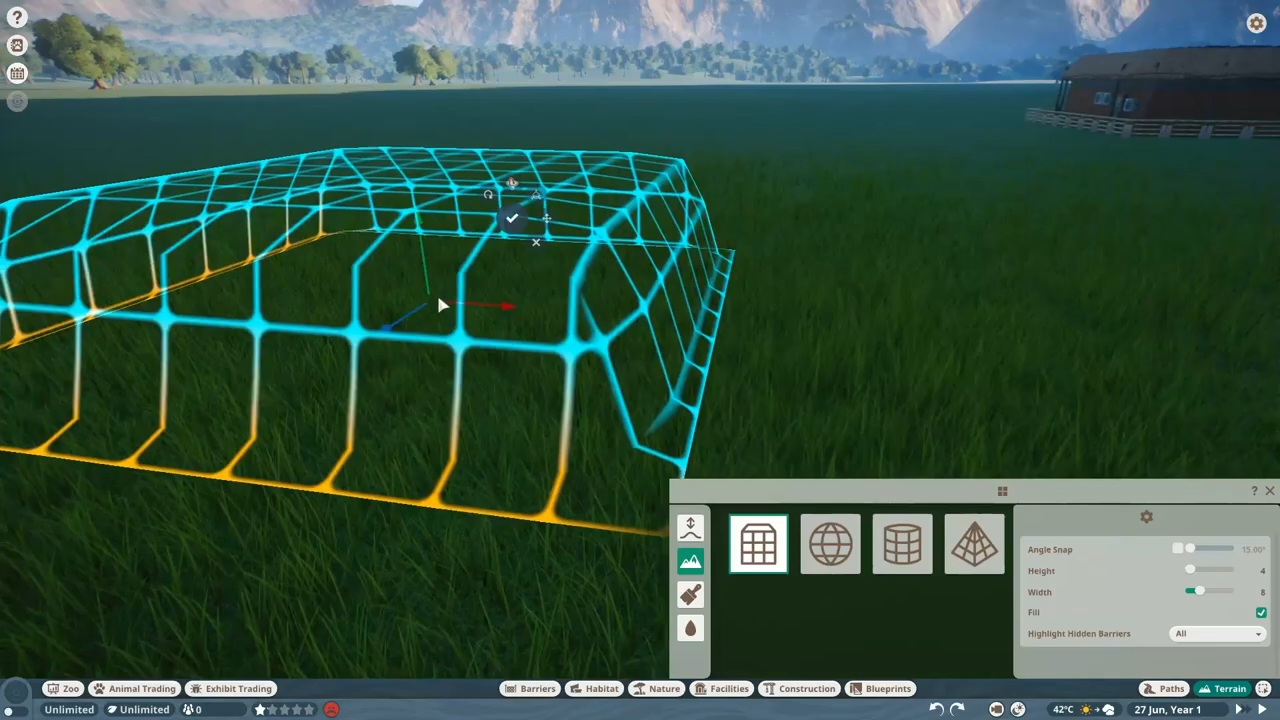 ?
? 
Angle Snap 15.00°
Height 4
Width 8
Fill
Highlight Hidden Barriers All
Zoo Animal Trading Exhibit Trading Barriers Habitat Nature Facilities Construction Blueprints Paths Terrain
Unlimited Unlimited 0 42°C 27 Jun, Year 1